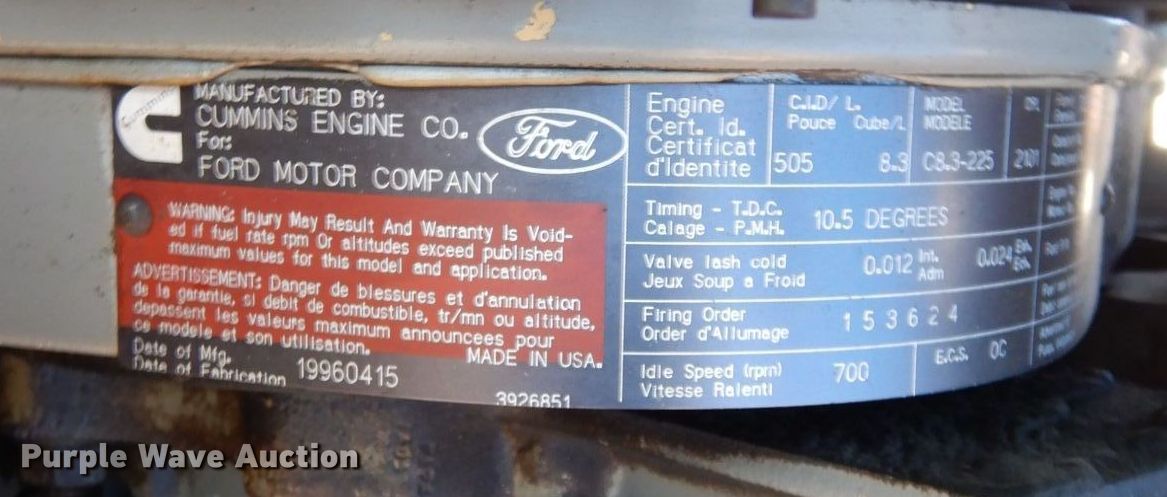 Cummins
MANUFACTURED BY:
CUMMINS ENGINE CO.
For:
FORD MOTOR COMPANY
Ford
WARNING: Injury May Result And Warranty Is Void-
ed if fuel rate rpm Or altitudes exceed published
maximum values for this model and application.
ADVERTISSEMENT: Danger de blessures et d'annulation
de la garantie, si debit de combustible, tr/mn ou altitude,
depassent les valeurs maximum announcees pour
ce modele et son utilisation.
MADE IN USA.
Date of Mfg.
Date of Fabrication 19960415
3926851
Engine
Cert. Id.
Certificat
d'Identite
C.I.D/ L.
Pouce Cube/L
505 8.3
MODEL
MODELE
C8.3-225
CPL
2101
Timing - T.D.C.
Calage - P.M.H. 10.5 DEGREES
Valve lash cold
Jeux Soup a Froid
0.012 Int.
Adm
0.024
Firing Order
Order d'Allumage
1 5 3 6 2 4
Idle Speed (rpm)
Vitesse Ralenti
700
E.C.S. OC
Purple Wave Auction